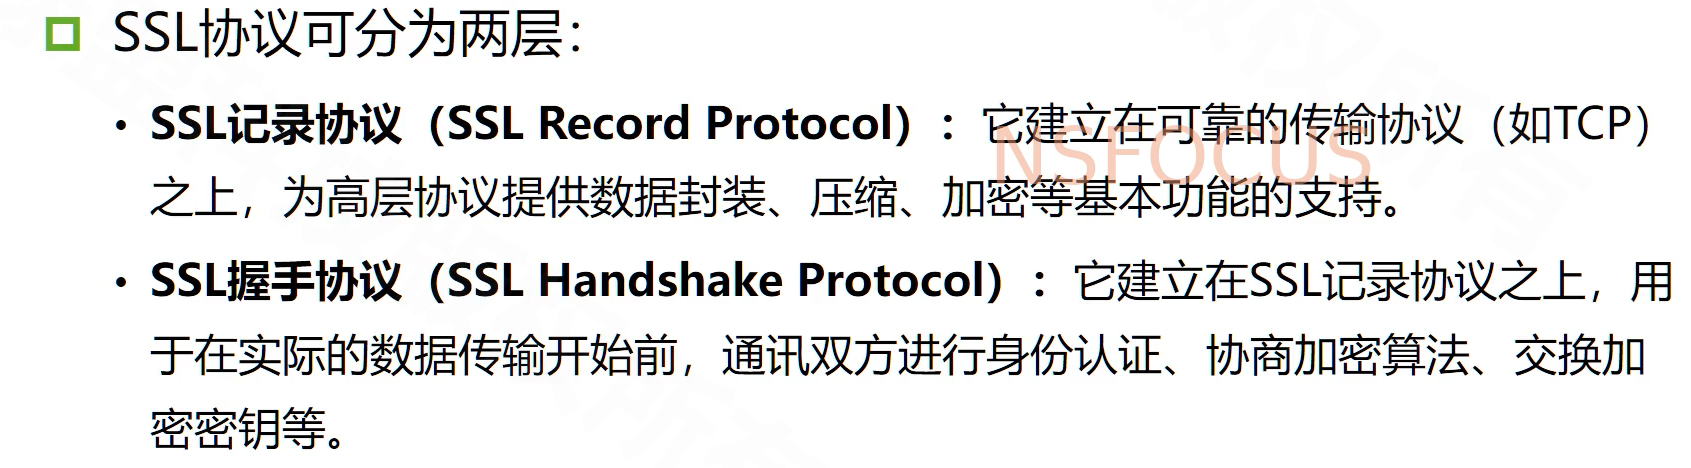 SSL协议可分为两层：
• SSL记录协议（SSL Record Protocol）：它建立在可靠的传输协议（如TCP）
之上，为高层协议提供数据封装、压缩、加密等基本功能的支持。
NSFOCUS
• SSL握手协议（SSL Handshake Protocol）：它建立在SSL记录协议之上，用
于在实际的数据传输开始前，通讯双方进行身份认证、协商加密算法、交换加
密密钥等。